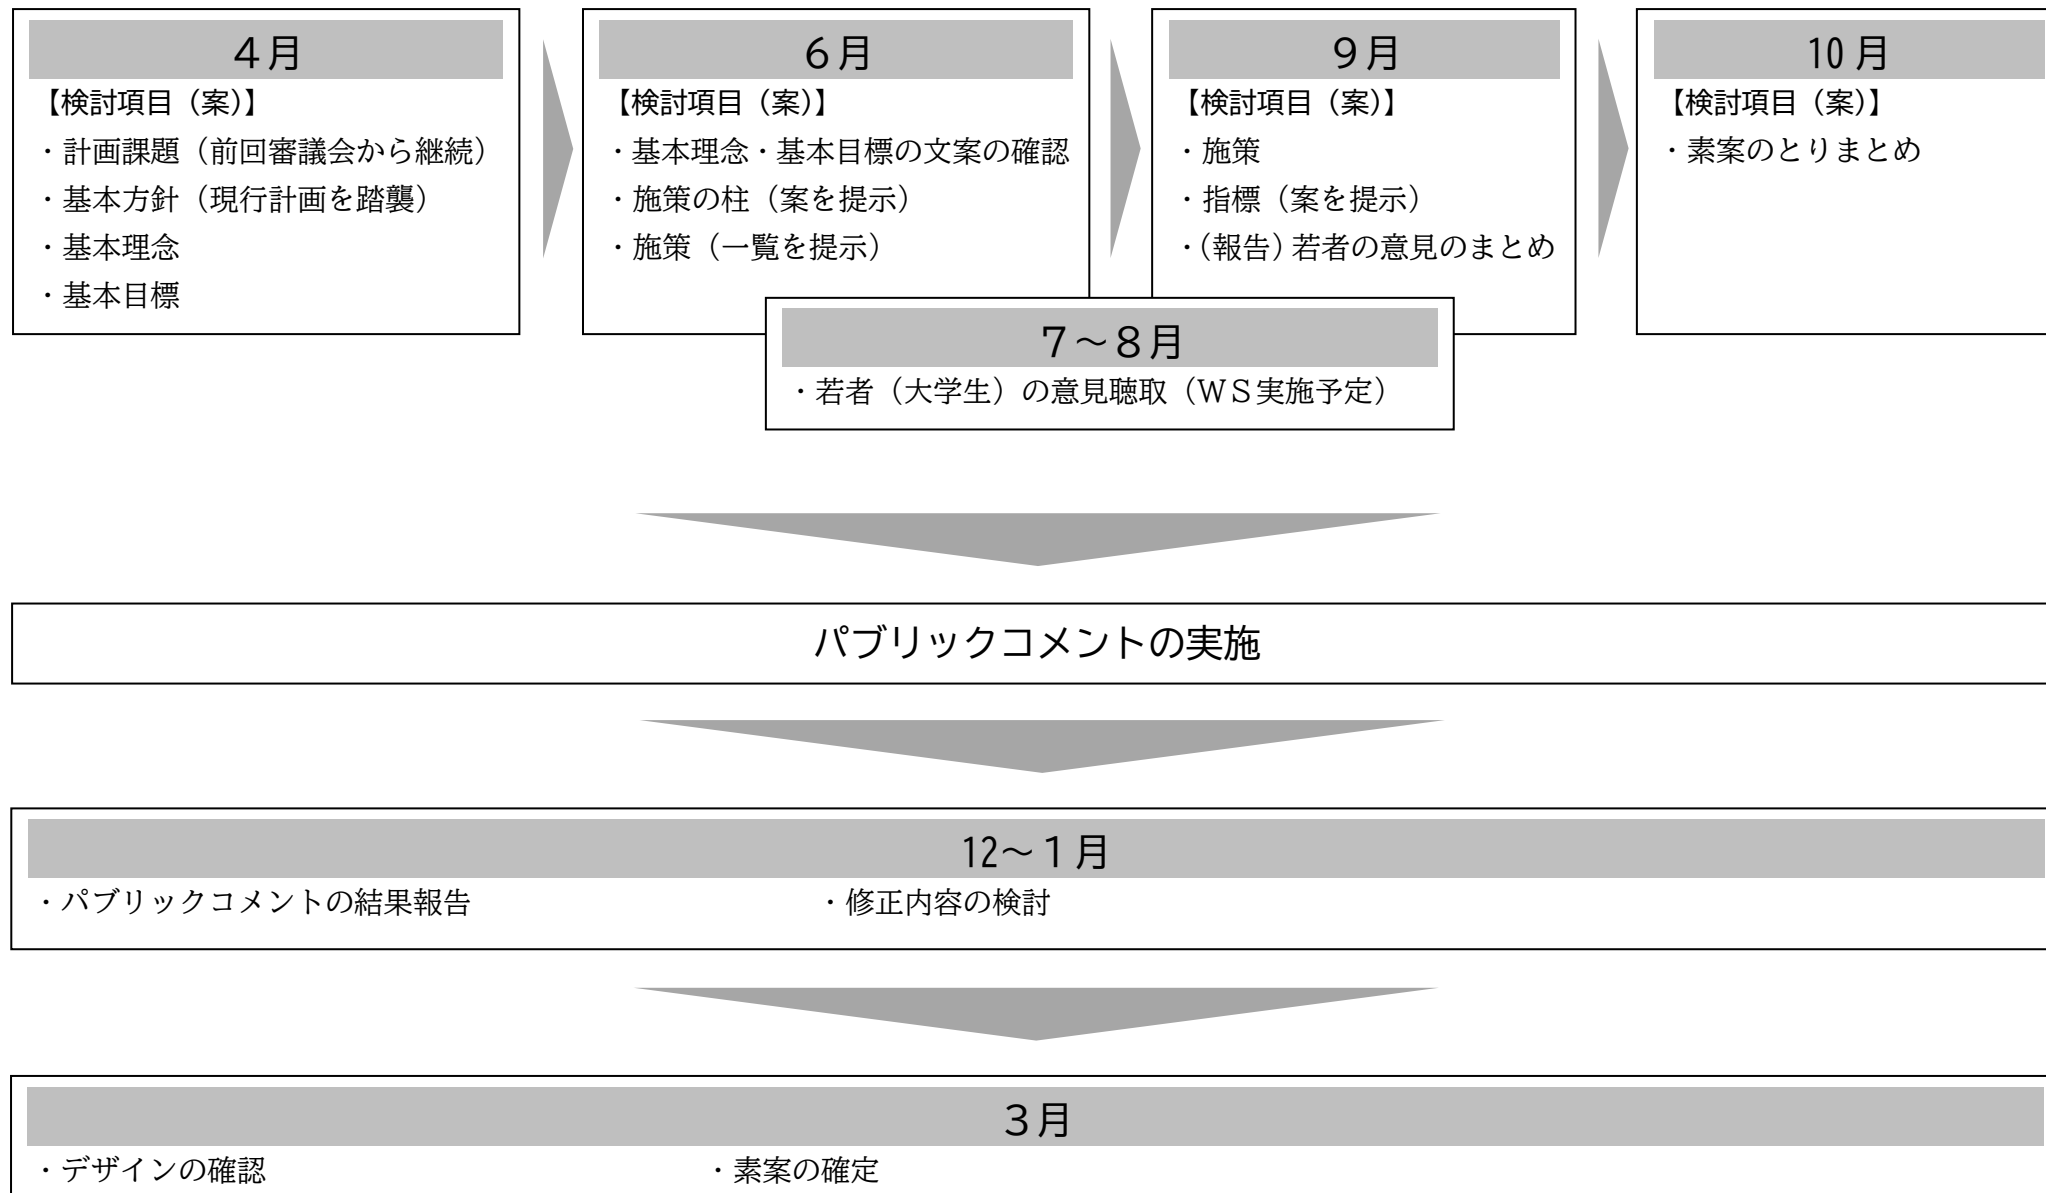 ４月
【検討項目（案）】
・計画課題（前回審議会から継続）
・基本方針（現行計画を踏襲）
・基本理念
・基本目標
６月
【検討項目（案）】
・基本理念・基本目標の文案の確認
・施策の柱（案を提示）
・施策（一覧を提示）
７～８月
・若者（大学生）の意見聴取（ＷＳ実施予定）
９月
【検討項目（案）】
・施策
・指標（案を提示）
・（報告）若者の意見のまとめ
10 月
【検討項目（案）】
・素案のとりまとめ
パブリックコメントの実施
12～１月
・パブリックコメントの結果報告
・修正内容の検討
３月
・デザインの確認
・素案の確定